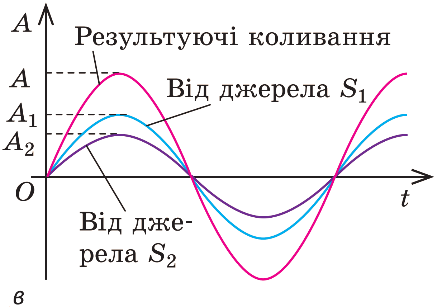 A
Результуючі коливання
A
Від джерела S₁
A₁
A₂
O
t
Від дже-
рела S₂
в